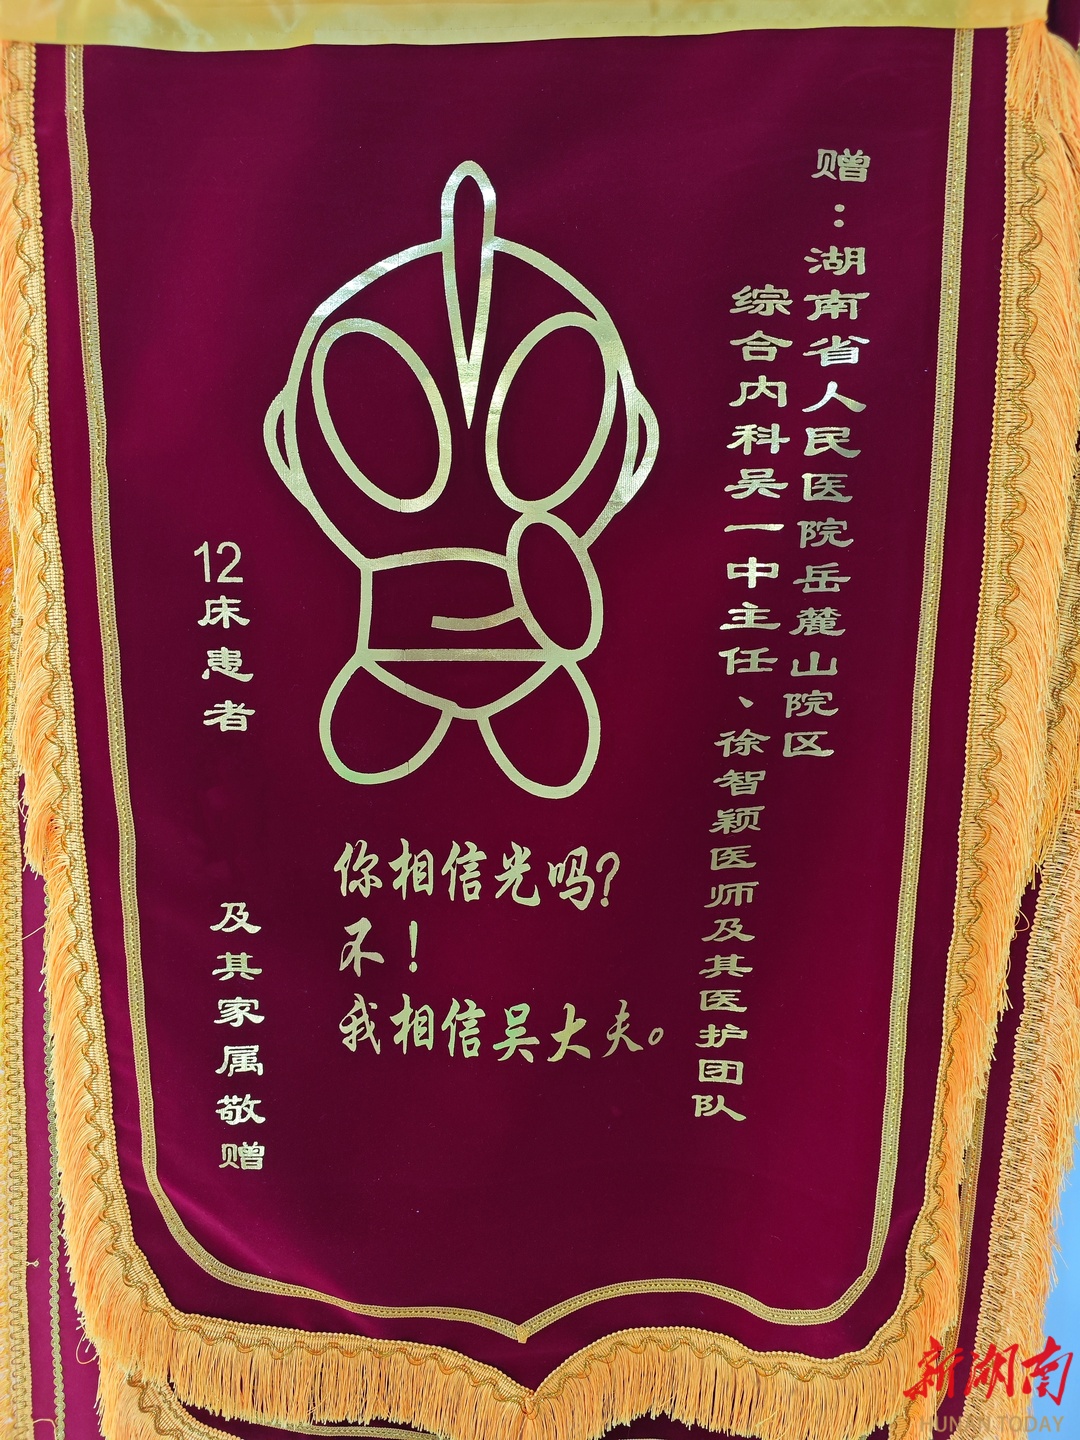 赠：湖南省人民医院岳麓山院区
综合内科吴一中主任、徐智颖医师及其医护团队
你相信光吗？
不！
我相信吴大夫。
12床患者
及其家属敬赠
新湖南
HUNAN TODAY